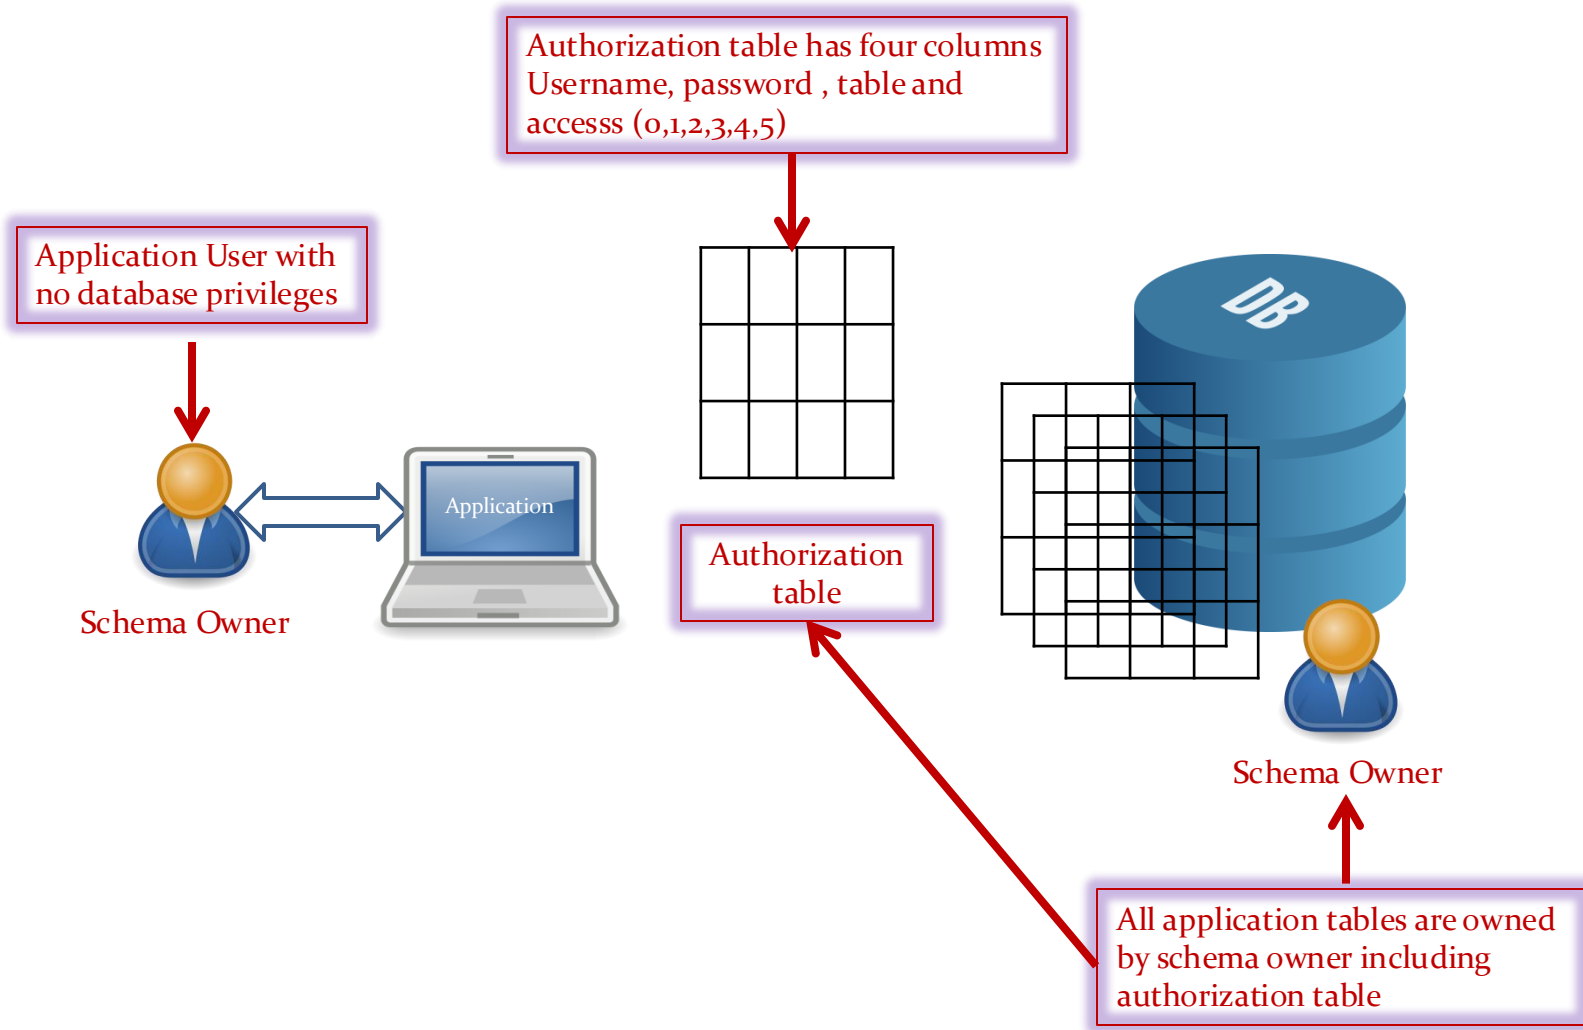 Authorization table has four columns
Username, password , table and
accesss (0,1,2,3,4,5)
Application User with
no database privileges
DB
Application
Authorization
table
Schema Owner
Schema Owner
All application tables are owned
by schema owner including
authorization table